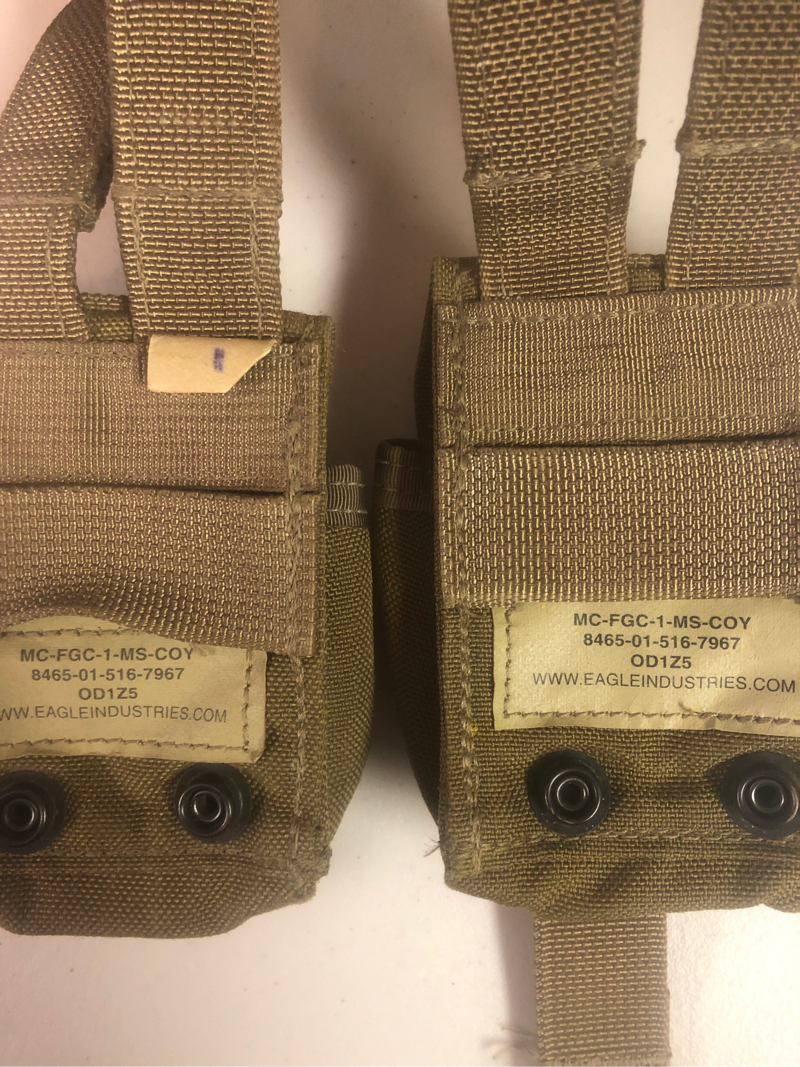 MC-FGC-1-MS-COY
8465-01-516-7967
OD1Z5
WW.EAGLEINDUSTRIES.COM
MC-FGC-1-MS-COY
8465-01-516-7967
OD1Z5
WWW.EAGLEINDUSTRIES.COM